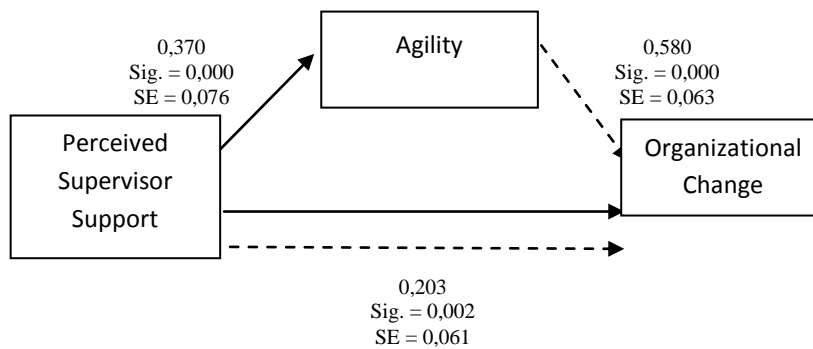 0,370
Sig. = 0,000
SE = 0,076
Agility
0,580
Sig. = 0,000
SE = 0,063
Perceived
Supervisor
Support
Organizational
Change
0,203
Sig. = 0,002
SE = 0,061